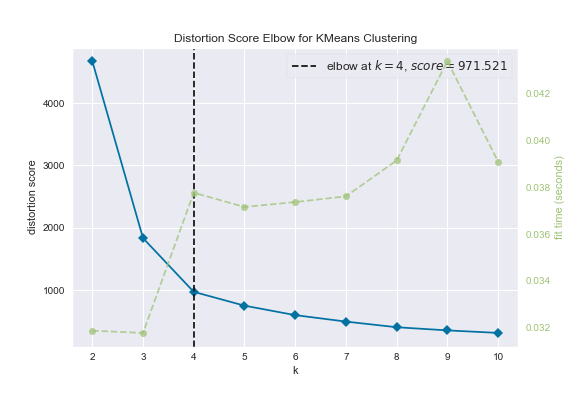 Distortion Score Elbow for KMeans Clustering
elbow at k = 4, score = 971.521
distortion score
4000
3000
2000
1000
0.042
0.040
0.038
0.036
0.034
0.032
fit time (seconds)
2 3 4 5 6 7 8 9 10
k